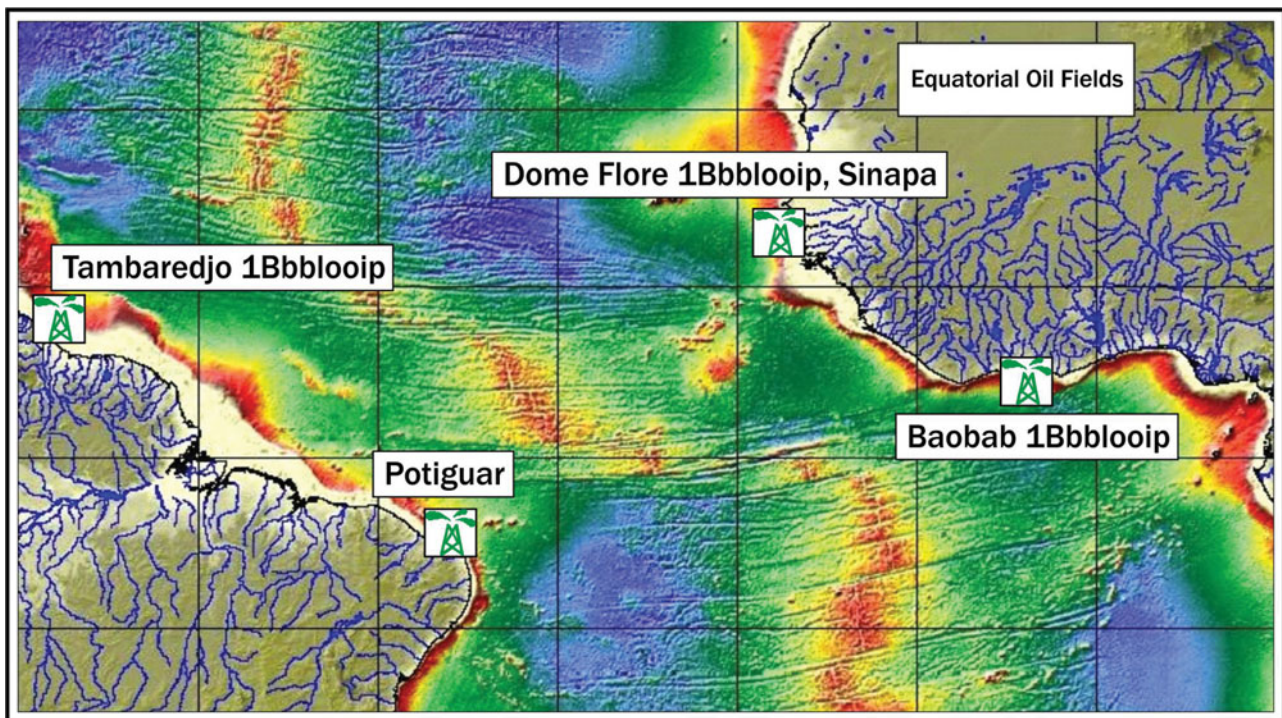 Equatorial Oil Fields
Dome Flore 1Bbblooip, Sinapa
Tambaredjo 1Bbblooip
Baobab 1Bbblooip
Potiguar